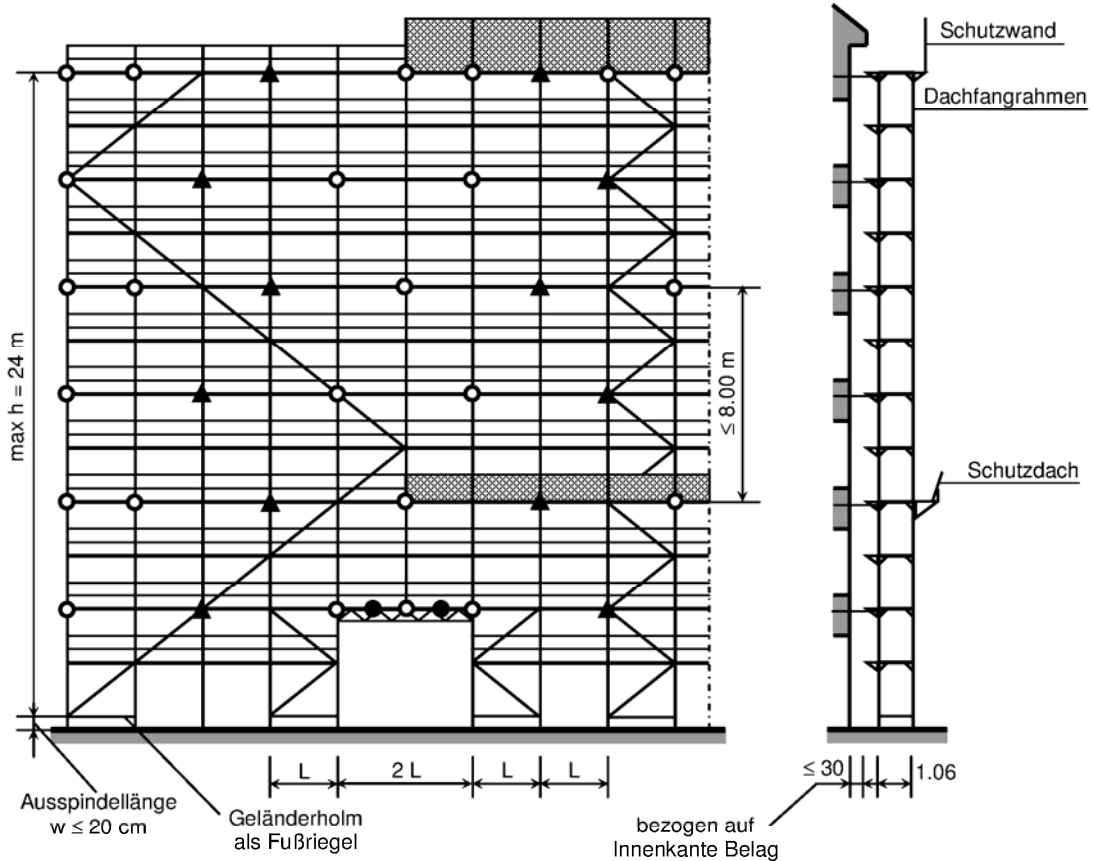 Schutzwand
Dachfangrahmen
max h = 24 m
≤ 8.00 m
Schutzdach
L
2 L
L
L
≤ 30
1.06
Ausspindellänge
w ≤ 20 cm
Geländerholm
als Fußriegel
bezogen auf
Innenkante Belag